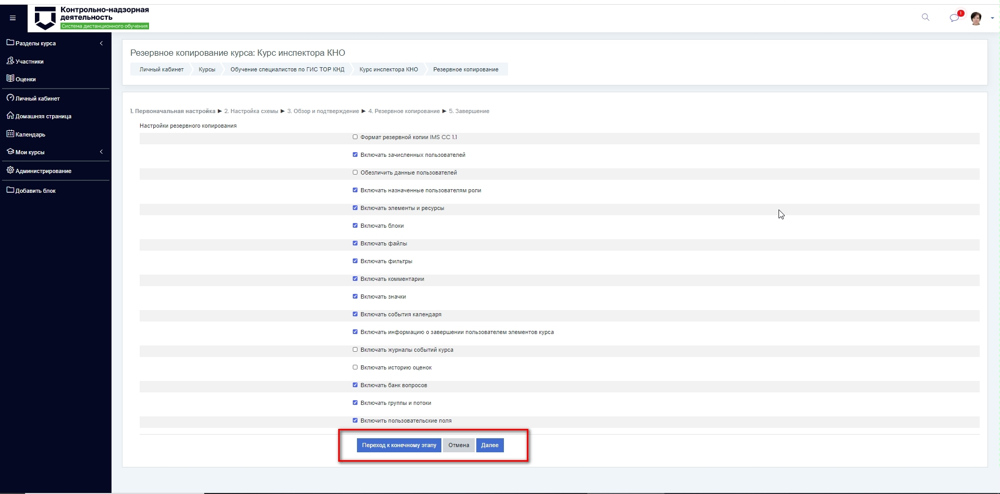 Контрольно-надзорная
деятельность
Система дистанционного обучения
1
Разделы курса
Участники
Оценки
Личный кабинет
Домашняя страница
Календарь
Мои курсы
Администрирование
Добавить блок
Резервное копирование курса: Курс инспектора КНО
Личный кабинет Курсы Обучение специалистов по ГИС ТОР КНД Курс инспектора КНО Резервное копирование
1. Первоначальная настройка ► 2. Настройка схемы ► 3. Обзор и подтверждение ► 4. Резервное копирование ► 5. Завершение
Настройки резервного копирования
Формат резервной копии IMS CC 1.1
Включать зачисленных пользователей
Обезличить данные пользователей
Включать назначенные пользователям роли
Включать элементы и ресурсы
Включать блоки
Включать файлы
Включать фильтры
Включать комментарии
Включать значки
Включать события календаря
Включать информацию о завершении пользователем элементов курса
Включать журналы событий курса
Включать историю оценок
Включать банк вопросов
Включать группы и потоки
Включить пользовательские поля
Переход к конечному этапу Отмена Далее